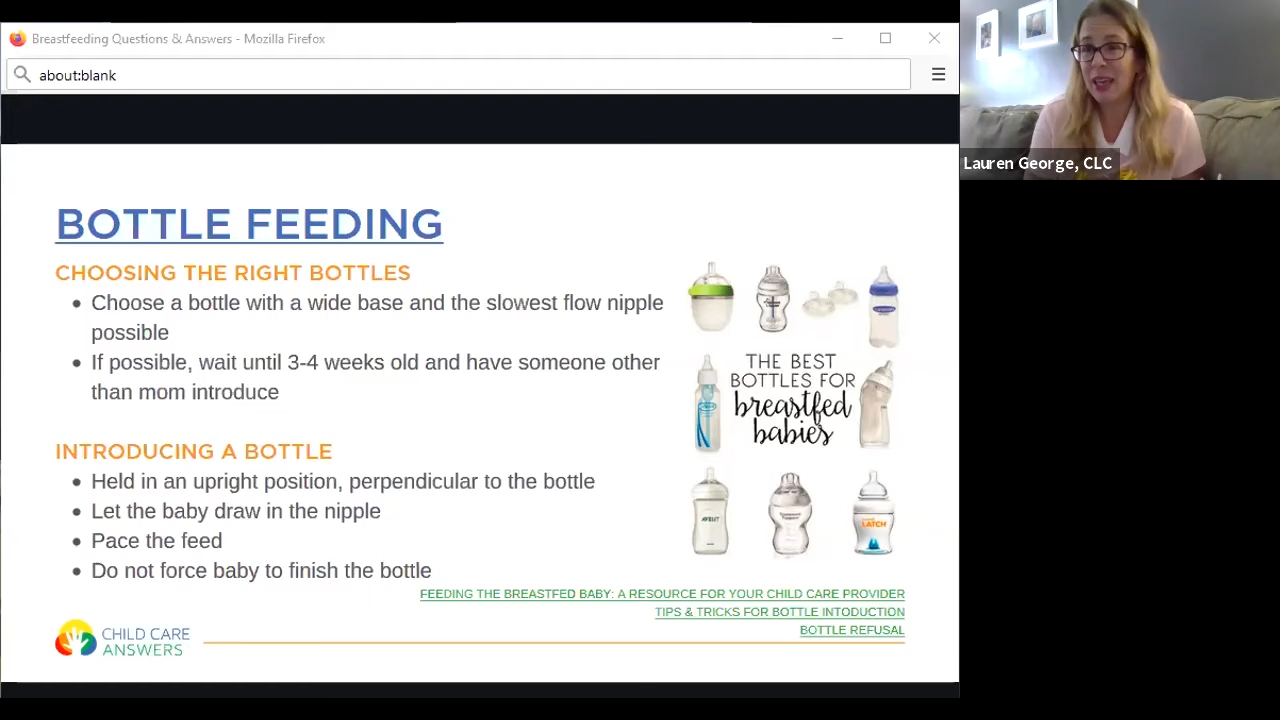 Breastfeeding Questions & Answers - Mozilla Firefox
about:blank
Lauren George, CLC
BOTTLE FEEDING
CHOOSING THE RIGHT BOTTLES
• Choose a bottle with a wide base and the slowest flow nipple
possible
• If possible, wait until 3-4 weeks old and have someone other
than mom introduce
INTRODUCING A BOTTLE
• Held in an upright position, perpendicular to the bottle
• Let the baby draw in the nipple
• Pace the feed
• Do not force baby to finish the bottle
THE BEST
BOTTLES FOR
breastfed
babies
AVENT
LATCH
FEEDING THE BREASTFED BABY: A RESOURCE FOR YOUR CHILD CARE PROVIDER
TIPS & TRICKS FOR BOTTLE INTODUCTION
BOTTLE REFUSAL
CHILD CARE
ANSWERS